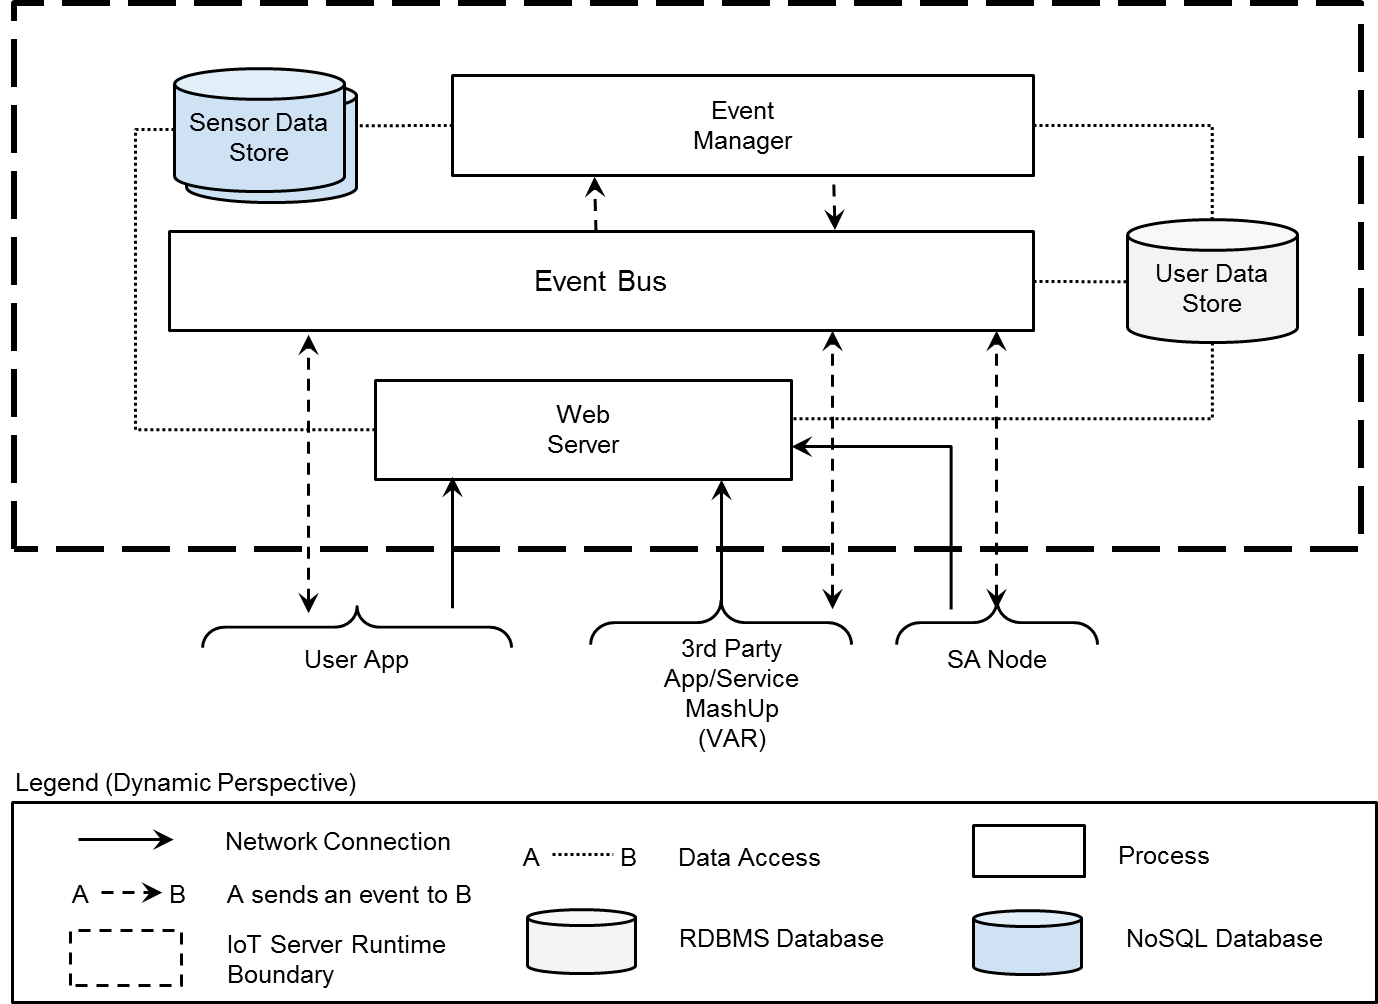 Sensor Data
Store
Event
Manager
Event Bus
User Data
Store
Web
Server
User App
3rd Party
App/Service
MashUp
(VAR)
SA Node
Legend (Dynamic Perspective)
Network Connection
A B
Data Access
Process
A B
A sends an event to B
IoT Server Runtime
Boundary
RDBMS Database
NoSQL Database